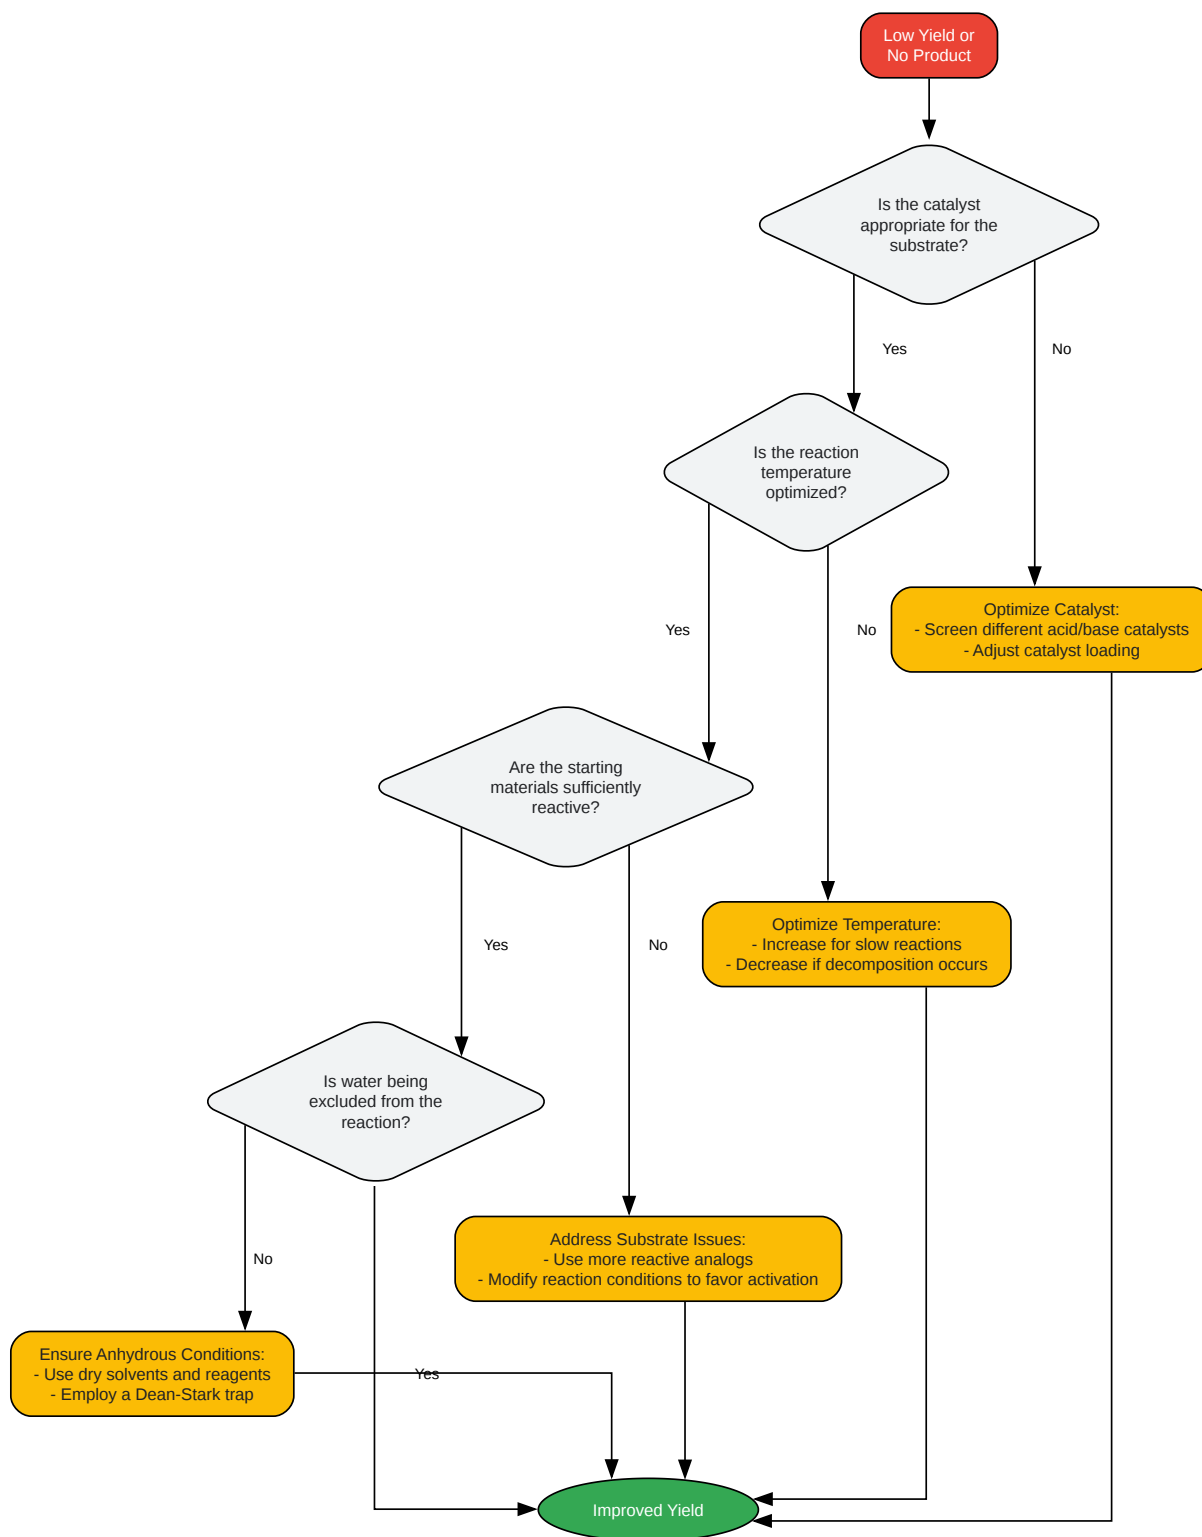 Low Yield or
No Product
Is the catalyst
appropriate for the
substrate?
Yes
No
Is the reaction
temperature
optimized?
Optimize Catalyst:
- Screen different acid/base catalysts
- Adjust catalyst loading
Yes
No
Are the starting
materials sufficiently
reactive?
Optimize Temperature:
- Increase for slow reactions
- Decrease if decomposition occurs
Yes
No
Is water being
excluded from the
reaction?
Address Substrate Issues:
- Use more reactive analogs
- Modify reaction conditions to favor activation
No
Ensure Anhydrous Conditions:
- Use dry solvents and reagents
- Employ a Dean-Stark trap
Yes
Improved Yield